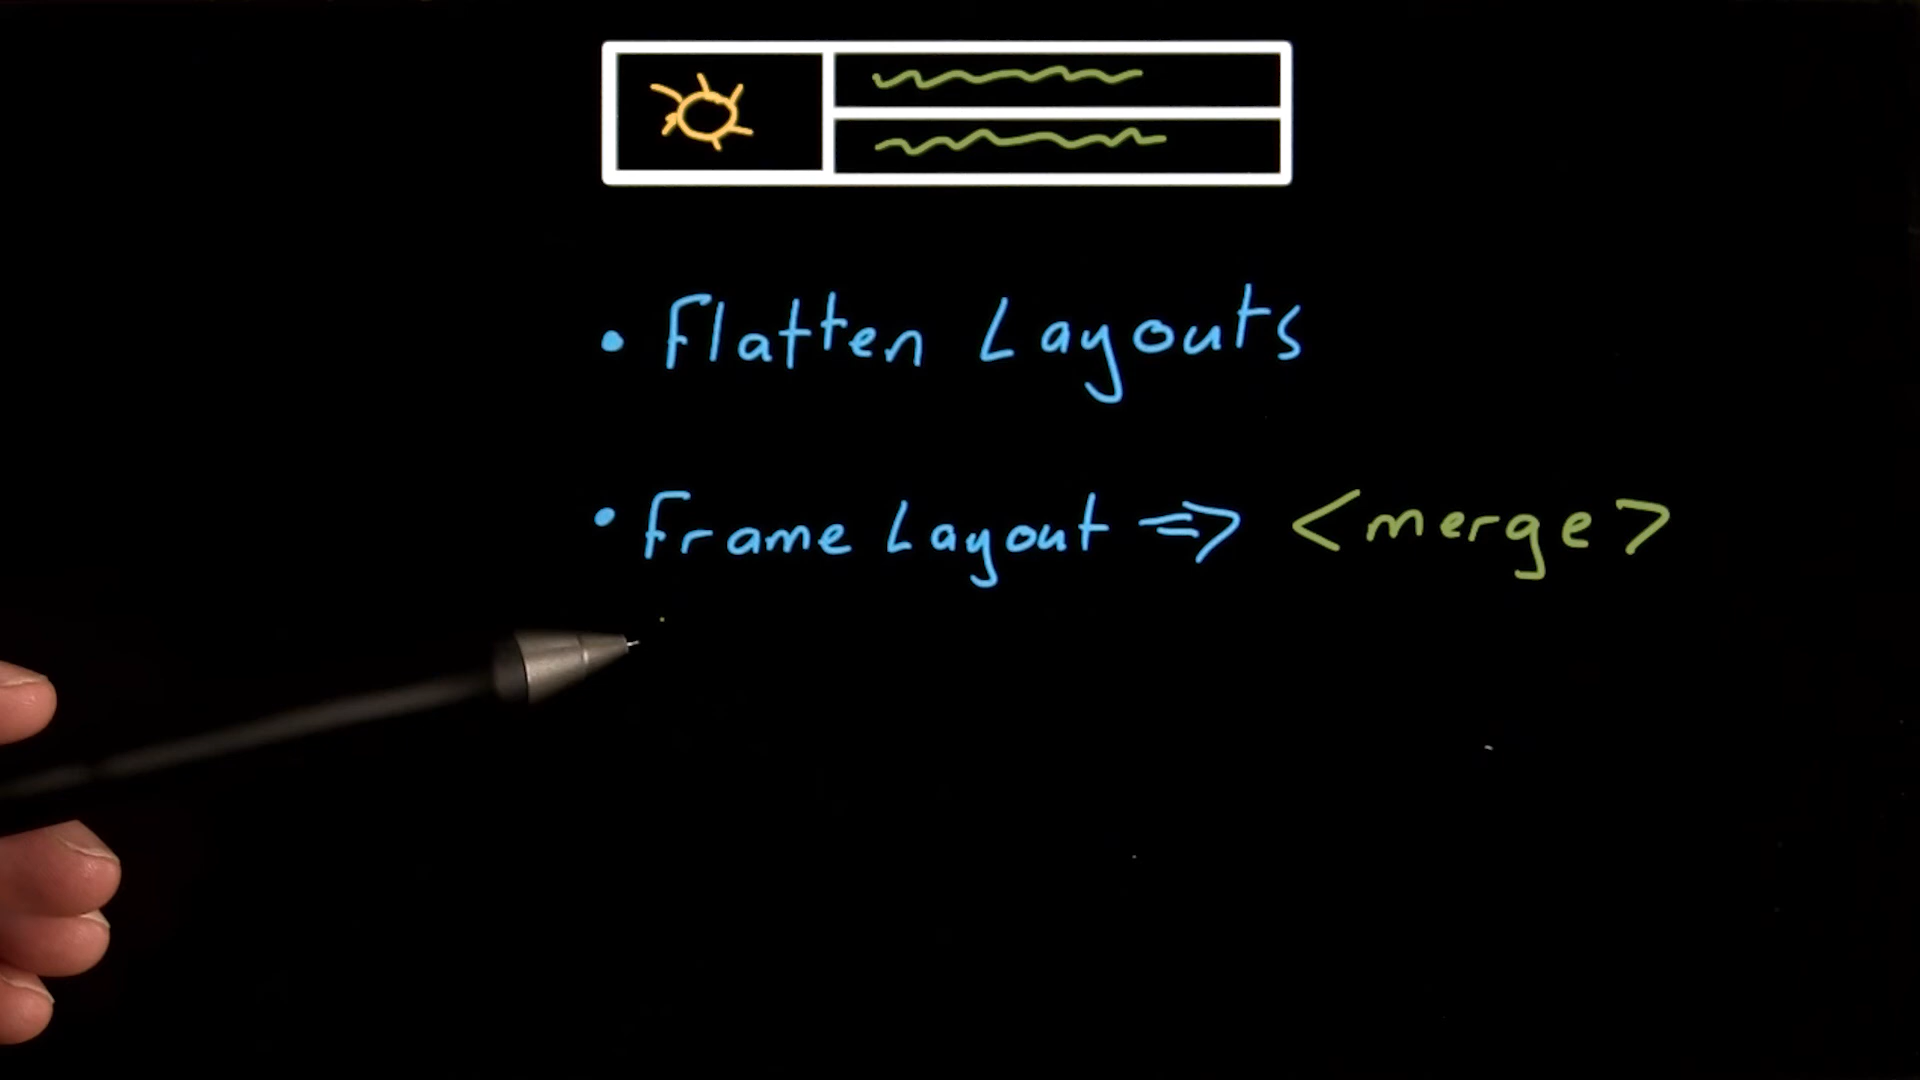 • Flatten Layouts
• Frame Layout => <merge>